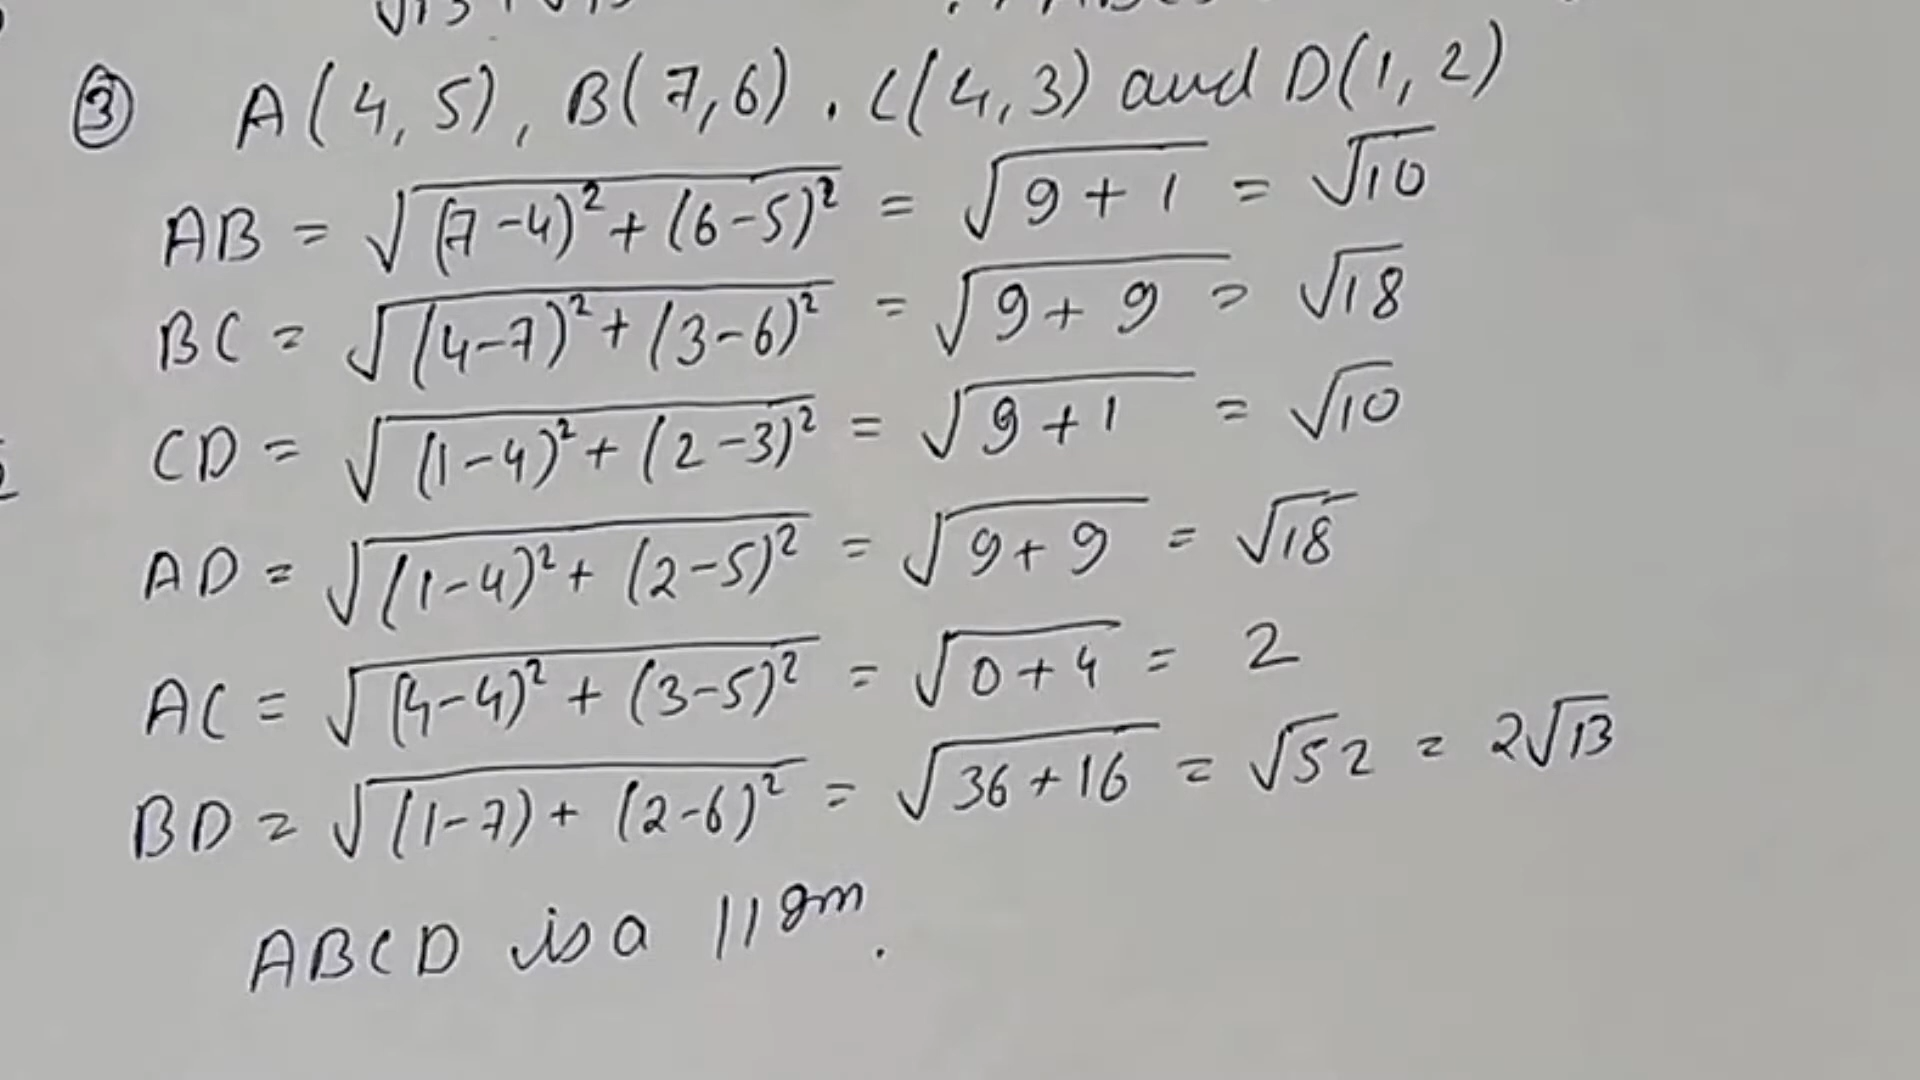 ③ A(4,5), B(7,6). C(4,3) and D(1,2)
AB = √(7-4)² + (6-5)² = √9+1 = √10
BC = √(4-7)² + (3-6)² = √9+9 = √18
CD = √(1-4)² + (2-3)² = √9+1 = √10
AD = √(1-4)² + (2-5)² = √9+9 = √18
AC = √(4-4)² + (3-5)² = √0+4 = 2
BD = √(1-7) + (2-6)² = √36+16 = √52 = 2√13
ABCD is a ||gm.